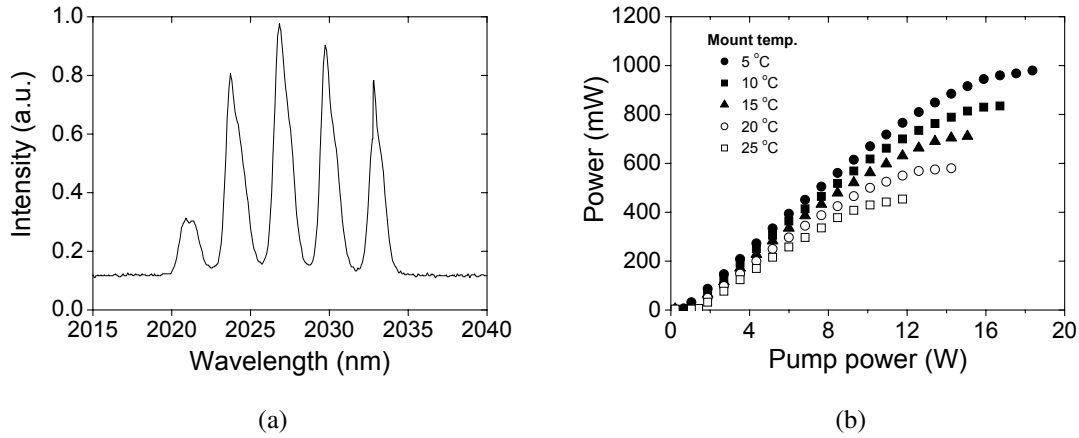 1.0
0.8
0.6
0.4
0.2
0.0
Intensity (a.u.)
2015 2020 2025 2030 2035 2040
Wavelength (nm)
(a)
1200
1000
800
600
400
200
0
Power (mW)
Mount temp.
5 °C
10 °C
15 °C
20 °C
25 °C
0 4 8 12 16 20
Pump power (W)
(b)